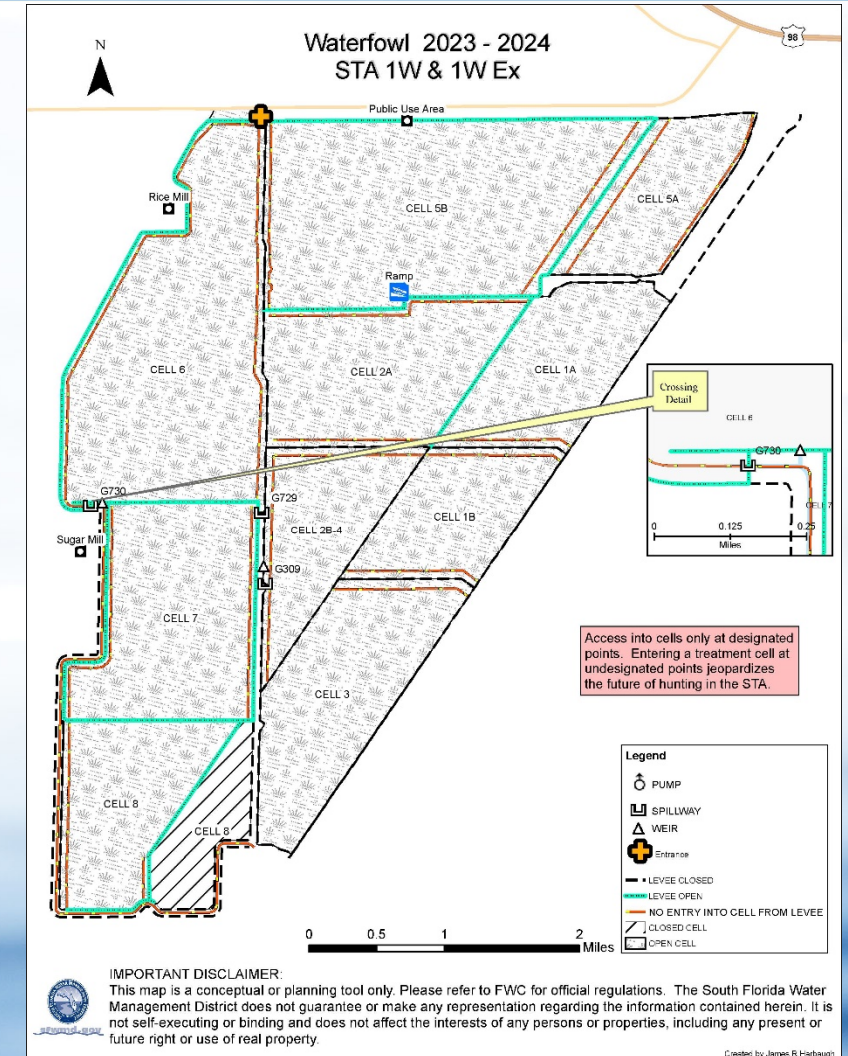 Waterfowl 2023 - 2024
STA 1W & 1W Ex
98
N
Public Use Area
Rice Mill
CELL 5B
CELL 5A
Ramp
CELL 6
CELL 2A
CELL 1A
Crossing
Detail
CELL 6
G730
CELL 7
0 0.125 0.25
Miles
G730
G729
CELL 2B-4
CELL 1B
Sugar Mill
G309
CELL 7
CELL 3
Access into cells only at designated
points. Entering a treatment cell at
undesignated points jeopardizes
the future of hunting in the STA.
CELL 8
CELL 8
Legend
PUMP
SPILLWAY
WEIR
Entrance
LEVEE CLOSED
LEVEE OPEN
NO ENTRY INTO CELL FROM LEVEE
CLOSED CELL
OPEN CELL
0 0.5 1 2
Miles
IMPORTANT DISCLAIMER:
This map is a conceptual or planning tool only. Please refer to FWC for official regulations. The South Florida Water
Management District does not guarantee or make any representation regarding the information contained herein. It is
not self-executing or binding and does not affect the interests of any persons or properties, including any present or
future right or use of real property.
sfwmd.gov
Created by James R Harbaugh